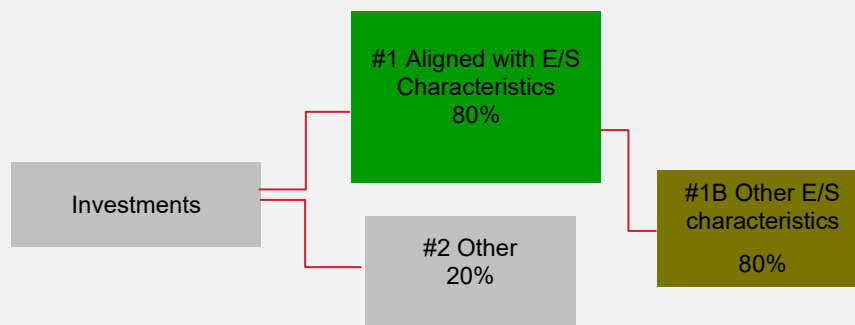 #1 Aligned with E/S
Characteristics
80%
Investments
#1B Other E/S
characteristics
80%
#2 Other
20%